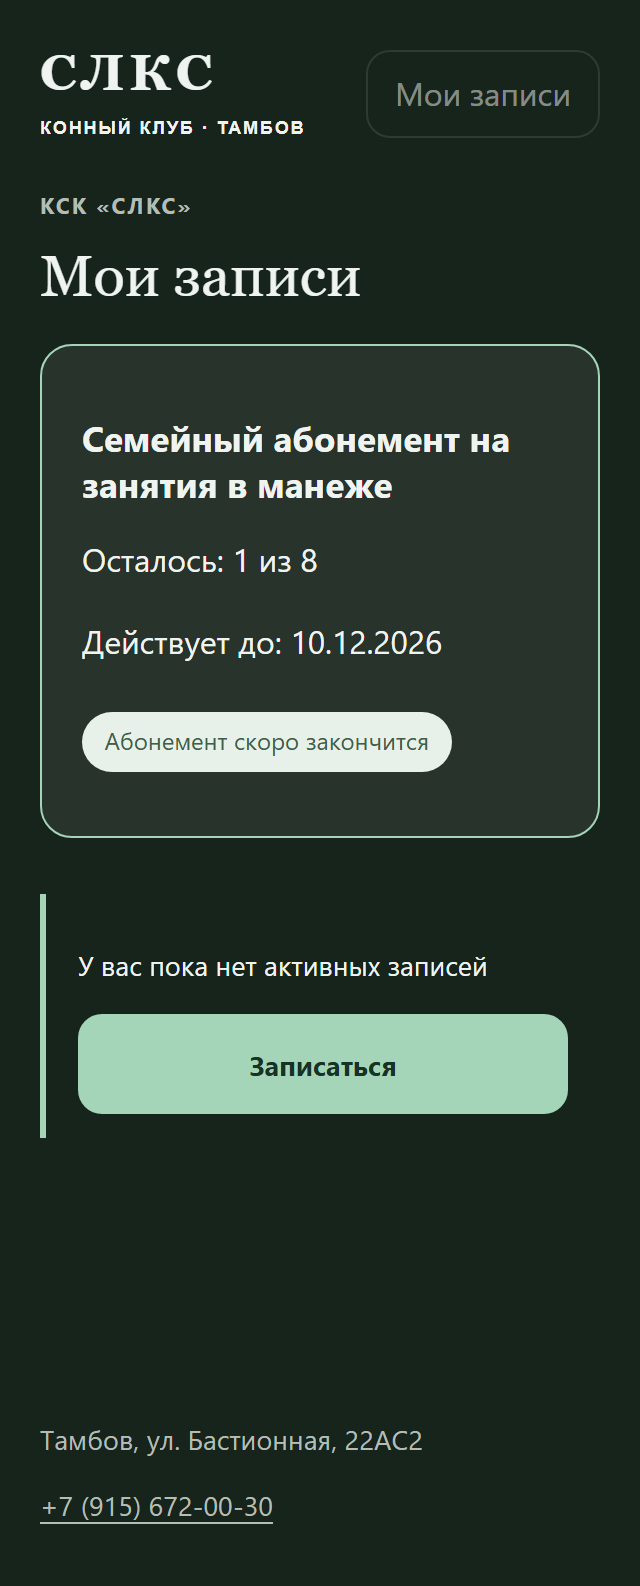 СЛКС
КОННЫЙ КЛУБ · ТАМБОВ
Мои записи
КСК «СЛКС»
Мои записи
Семейный абонемент на
занятия в манеже
Осталось: 1 из 8
Действует до: 10.12.2026
Абонемент скоро закончится
У вас пока нет активных записей
Записаться
Тамбов, ул. Бастионная, 22АС2
+7 (915) 672-00-30